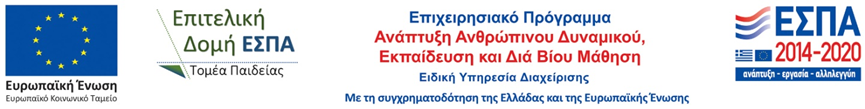 Ευρωπαϊκή Ένωση
Ευρωπαϊκό Κοινωνικό Ταμείο
Επιτελική
Δομή ΕΣΠΑ
Τομέα Παιδείας
Επιχειρησιακό Πρόγραμμα
Ανάπτυξη Ανθρώπινου Δυναμικού,
Εκπαίδευση και Διά Βίου Μάθηση
Ειδική Υπηρεσία Διαχείρισης
Με τη συγχρηματοδότηση της Ελλάδας και της Ευρωπαϊκής Ένωσης
ΕΣΠΑ
2014-2020
ανάπτυξη - εργασία - αλληλεγγύη